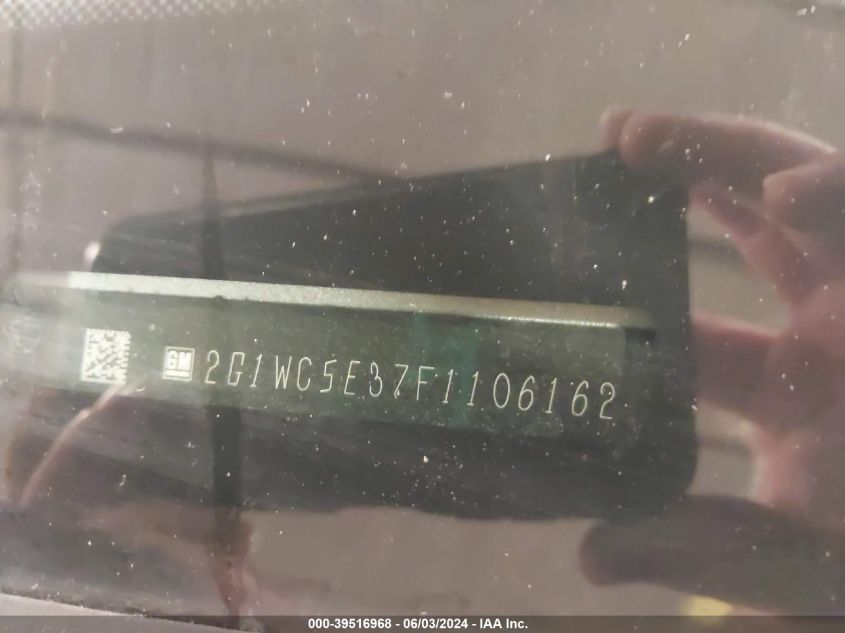 GM 2G1WC5E37F1106162
000-39516968 - 06/03/2024 - IAA Inc.